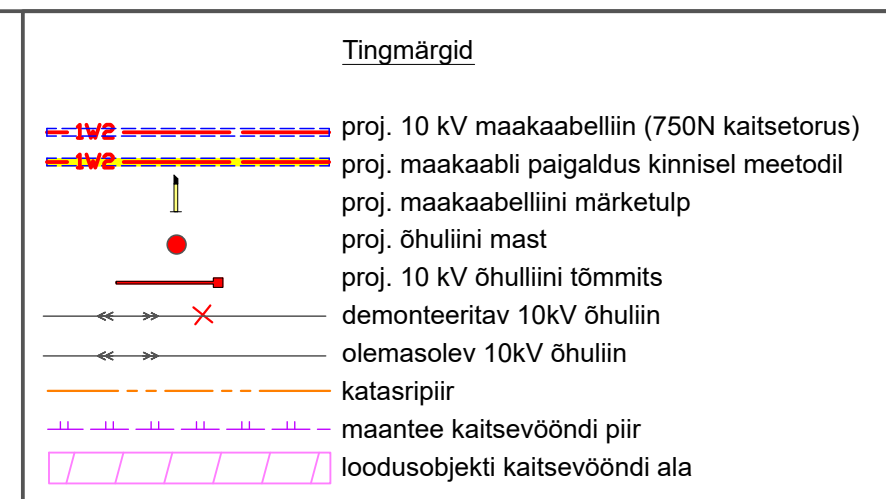 Tingmärgid
1W2 proj. 10 kV maakaabelliin (750N kaitsetorus)
1W2 proj. maakaabli paigaldus kinnisel meetodil
proj. maakaabelliini märketulp
proj. õhuliini mast
proj. 10 kV õhulliini tõmmits
demonteeritav 10kV õhuliin
olemasolev 10kV õhuliin
katasripiir
maantee kaitsevööndi piir
loodusobjekti kaitsevööndi ala